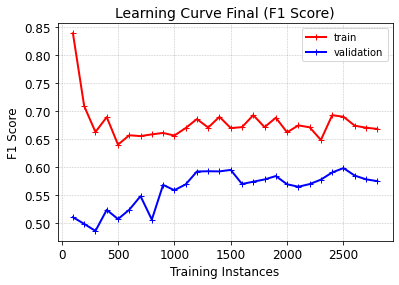 Learning Curve Final (F1 Score)
train
validation
F1 Score
0.85
0.80
0.75
0.70
0.65
0.60
0.55
0.50
0
500
1000
1500
2000
2500
Training Instances